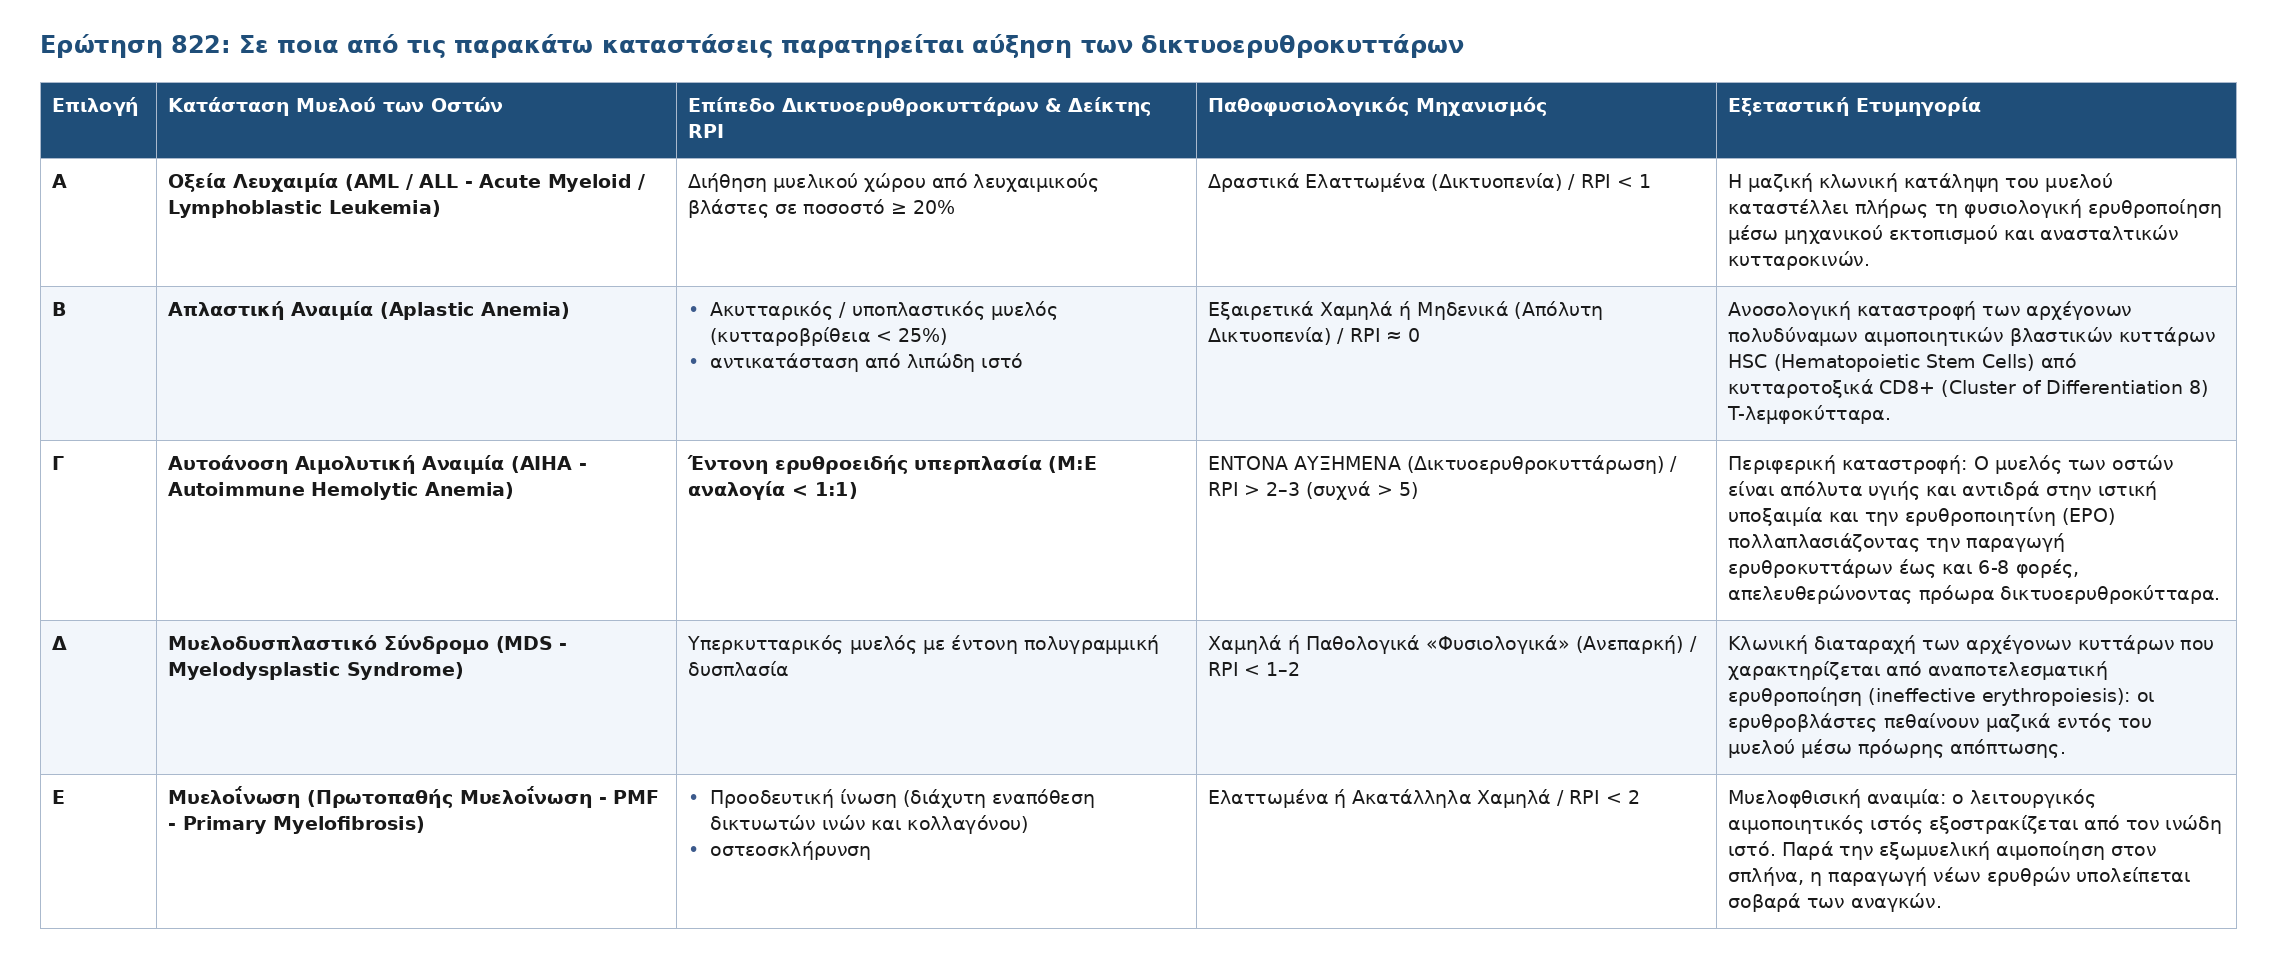 Ερώτηση 822: Σε ποια από τις παρακάτω καταστάσεις παρατηρείται αύξηση των δικτυοερυθροκυττάρων
Επιλογή
Κατάσταση Μυελού των Οστών
Επίπεδο Δικτυοερυθροκυττάρων & Δείκτης
RPI
Παθοφυσιολογικός Μηχανισμός
Εξεταστική Ετυμηγορία
Α
Οξεία Λευχαιμία (AML / ALL - Acute Myeloid /
Lymphoblastic Leukemia)
Διήθηση μυελικού χώρου από λευχαιμικούς
βλάστες σε ποσοστό ≥ 20%
Δραστικά Ελαττωμένα (Δικτυοπενία) / RPI < 1
Η μαζική κλωνική κατάληψη του μυελού
καταστέλλει πλήρως τη φυσιολογική ερυθροποίηση
μέσω μηχανικού εκτοπισμού και ανασταλτικών
κυτταροκινών.
Β
Απλαστική Αναιμία (Aplastic Anemia)
• Ακυτταρικός / υποπλαστικός μυελός
(κυτταροβρίθεια < 25%)
• αντικατάσταση από λιπώδη ιστό
Εξαιρετικά Χαμηλά ή Μηδενικά (Απόλυτη
Δικτυοπενία) / RPI ≈ 0
Ανοσολογική καταστροφή των αρχέγονων
πολυδύναμων αιμοποιητικών βλαστικών κυττάρων
HSC (Hematopoietic Stem Cells) από
κυτταροτοξικά CD8+ (Cluster of Differentiation 8)
Τ-λεμφοκύτταρα.
Γ
Αυτοάνοση Αιμολυτική Αναιμία (AIHA -
Autoimmune Hemolytic Anemia)
Έντονη ερυθροειδής υπερπλασία (M:E
αναλογία < 1:1)
ΕΝΤΟΝΑ ΑΥΞΗΜΕΝΑ (Δικτυοερυθροκυττάρωση) /
RPI > 2–3 (συχνά > 5)
Περιφερική καταστροφή: Ο μυελός των οστών
είναι απόλυτα υγιής και αντιδρά στην ιστική
υποξαιμία και την ερυθροποιητίνη (EPO)
πολλαπλασιάζοντας την παραγωγή
ερυθροκυττάρων έως και 6-8 φορές,
απελευθερώνοντας πρόωρα δικτυοερυθροκύτταρα.
Δ
Μυελοδυσπλαστικό Σύνδρομο (MDS -
Myelodysplastic Syndrome)
Υπερκυτταρικός μυελός με έντονη πολυγραμμική
δυσπλασία
Χαμηλά ή Παθολογικά «Φυσιολογικά» (Ανεπαρκή) /
RPI < 1–2
Κλωνική διαταραχή των αρχέγονων κυττάρων που
χαρακτηρίζεται από αναποτελεσματική
ερυθροποίηση (ineffective erythropoiesis): οι
ερυθροβλάστες πεθαίνουν μαζικά εντός του
μυελού μέσω πρόωρης απόπτωσης.
Ε
Μυελοΐνωση (Πρωτοπαθής Μυελοΐνωση - PMF
- Primary Myelofibrosis)
• Προοδευτική ίνωση (διάχυτη εναπόθεση
δικτυωτών ινών και κολλαγόνου)
• οστεοσκλήρυνση
Ελαττωμένα ή Ακατάλληλα Χαμηλά / RPI < 2
Μυελοφθισική αναιμία: ο λειτουργικός
αιμοποιητικός ιστός εξοστρακίζεται από τον ινώδη
ιστό. Παρά την εξωμυελική αιμοποίηση στον
σπλήνα, η παραγωγή νέων ερυθρών υπολείπεται
σοβαρά των αναγκών.